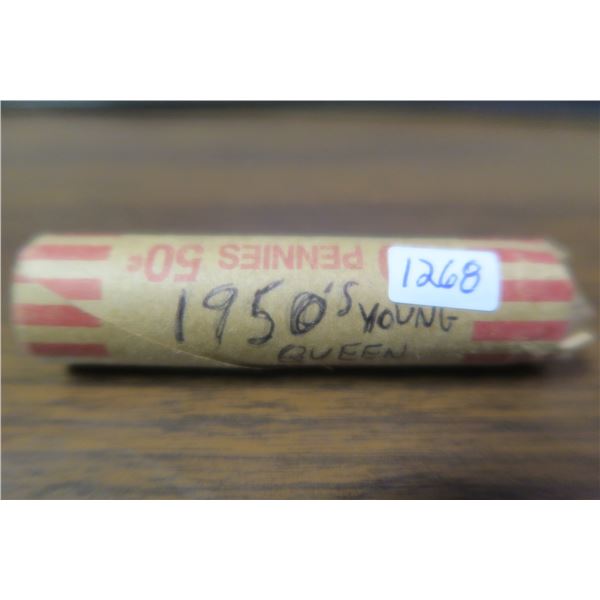 PENNIES 50¢
1268
1950'S YOUNG
QUEEN